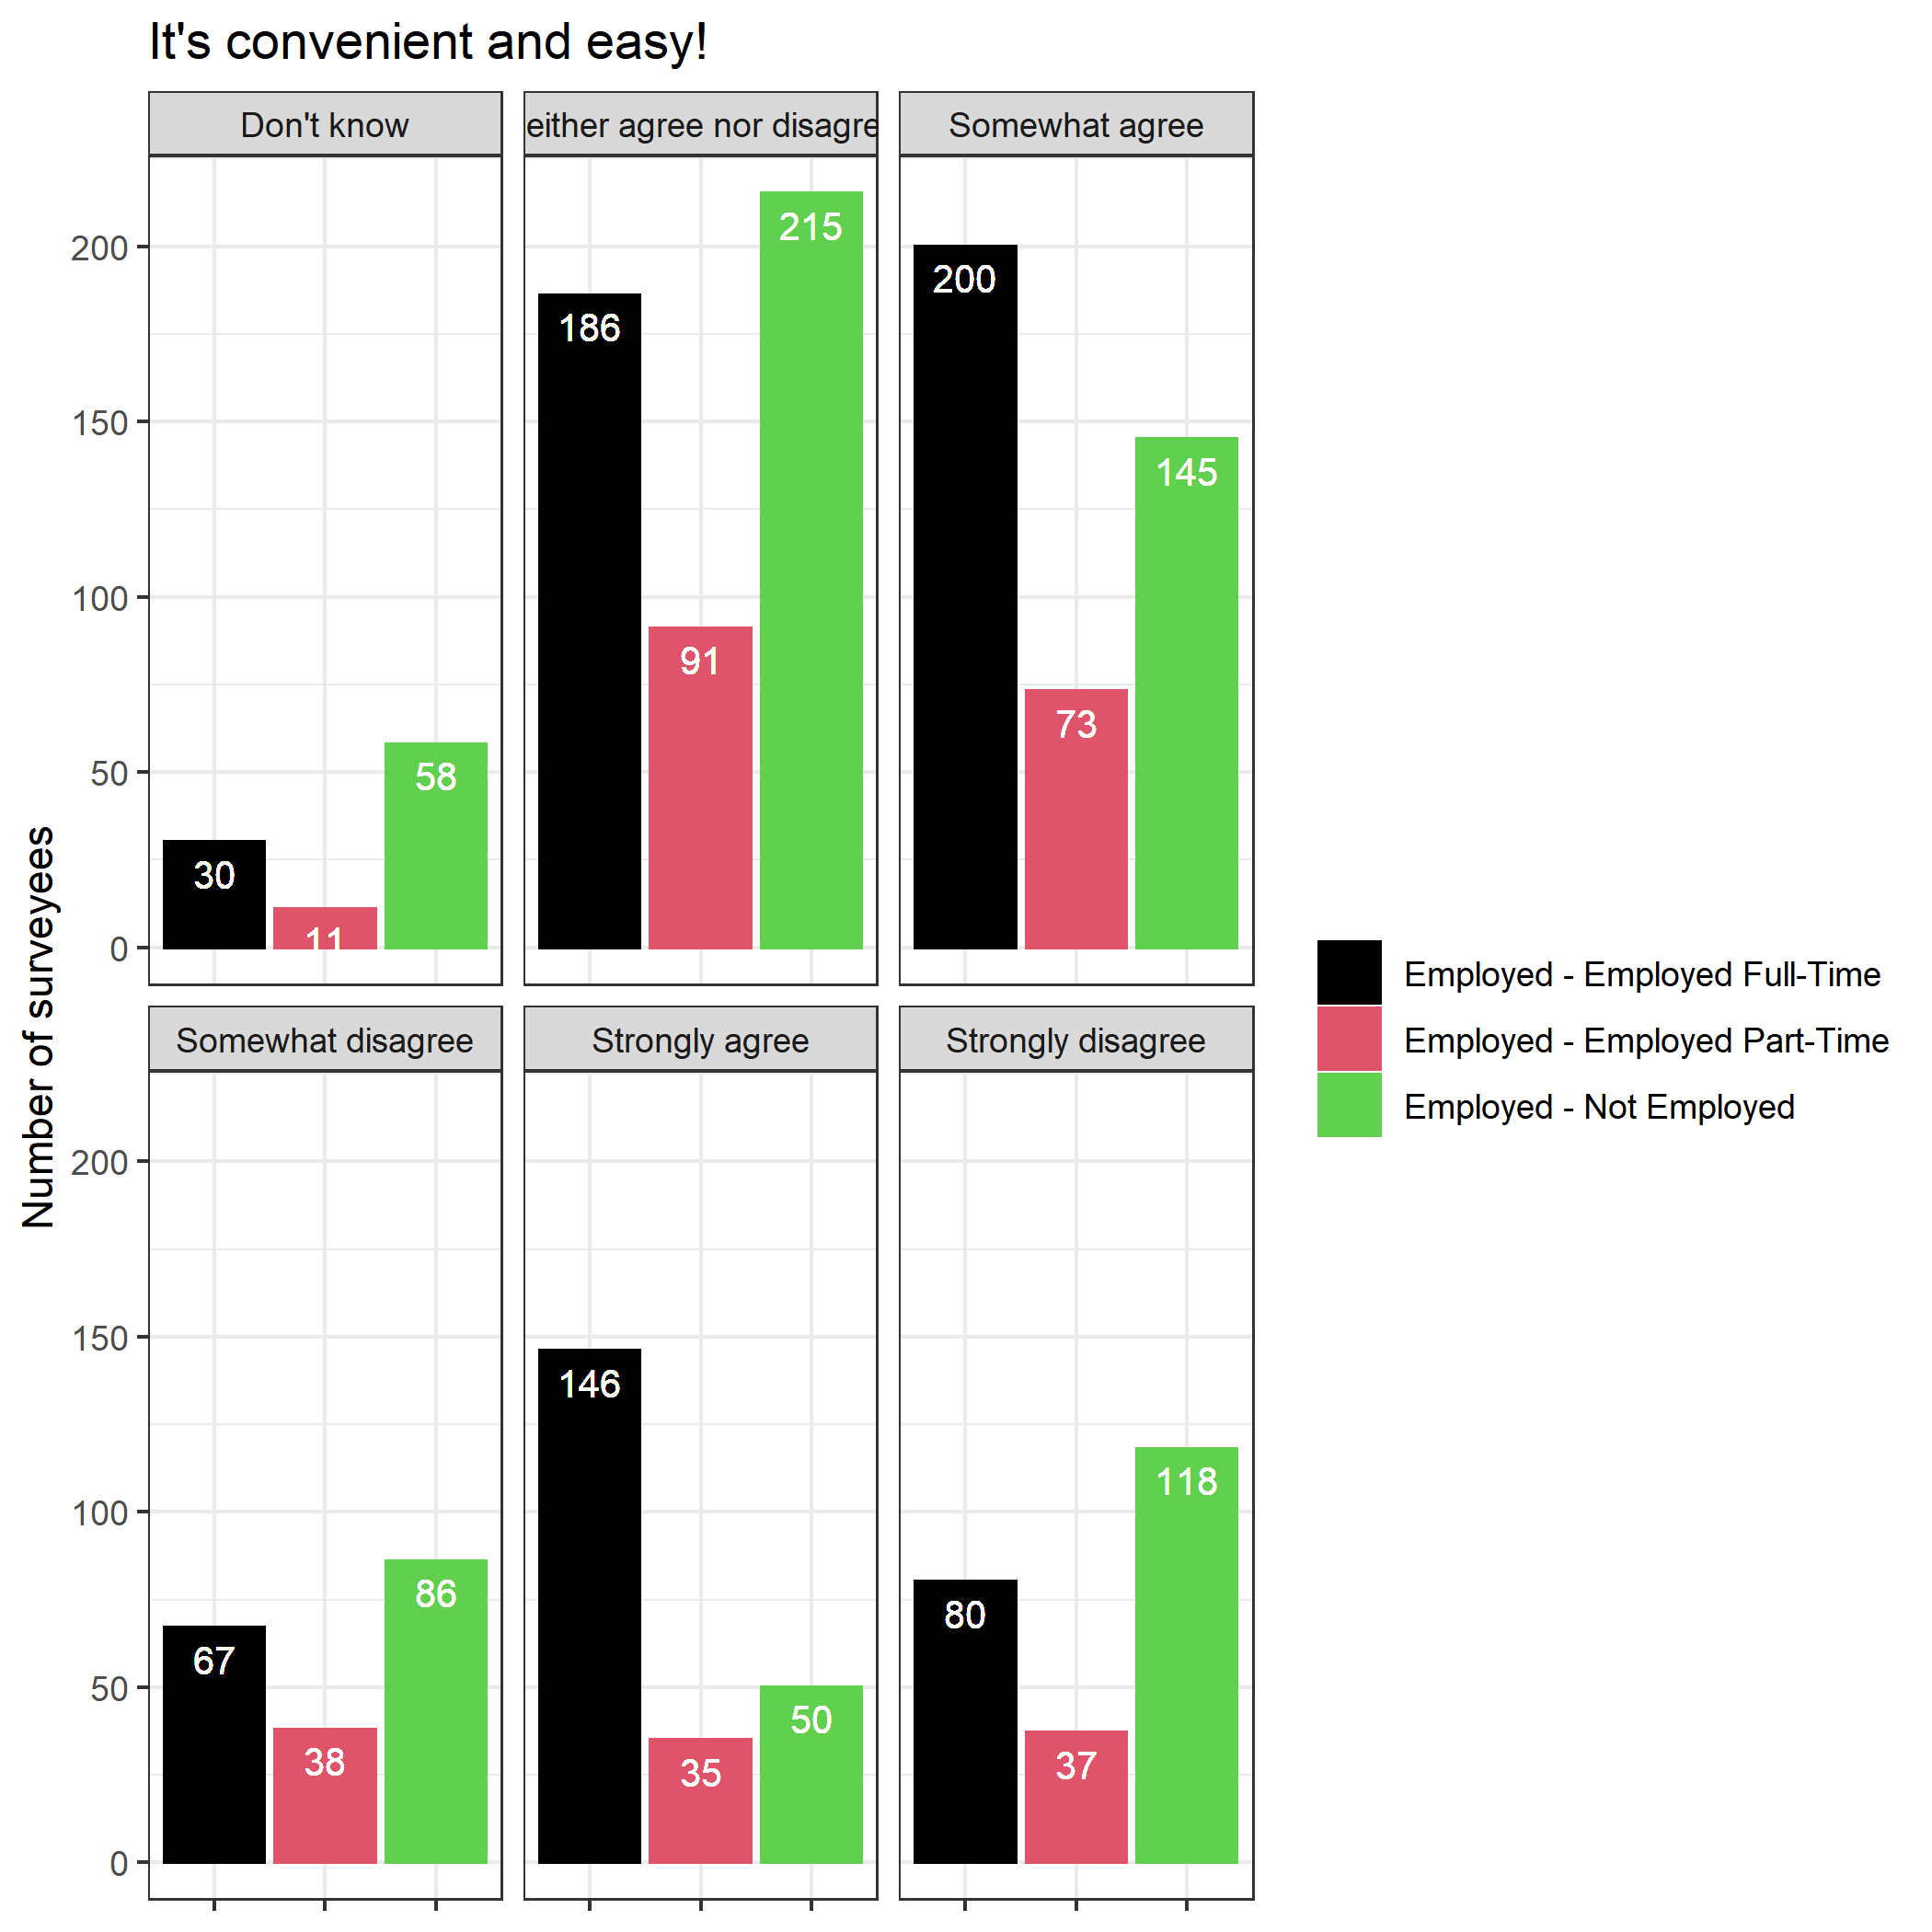 It's convenient and easy!
Don't know
either agree nor disagre
Somewhat agree
200
150
100
50
0
30
11
58
186
91
215
200
73
145
Number of surveyees
Somewhat disagree
Strongly agree
Strongly disagree
200
150
100
50
0
67
38
86
146
35
50
80
37
118
Employed - Employed Full-Time
Employed - Employed Part-Time
Employed - Not Employed